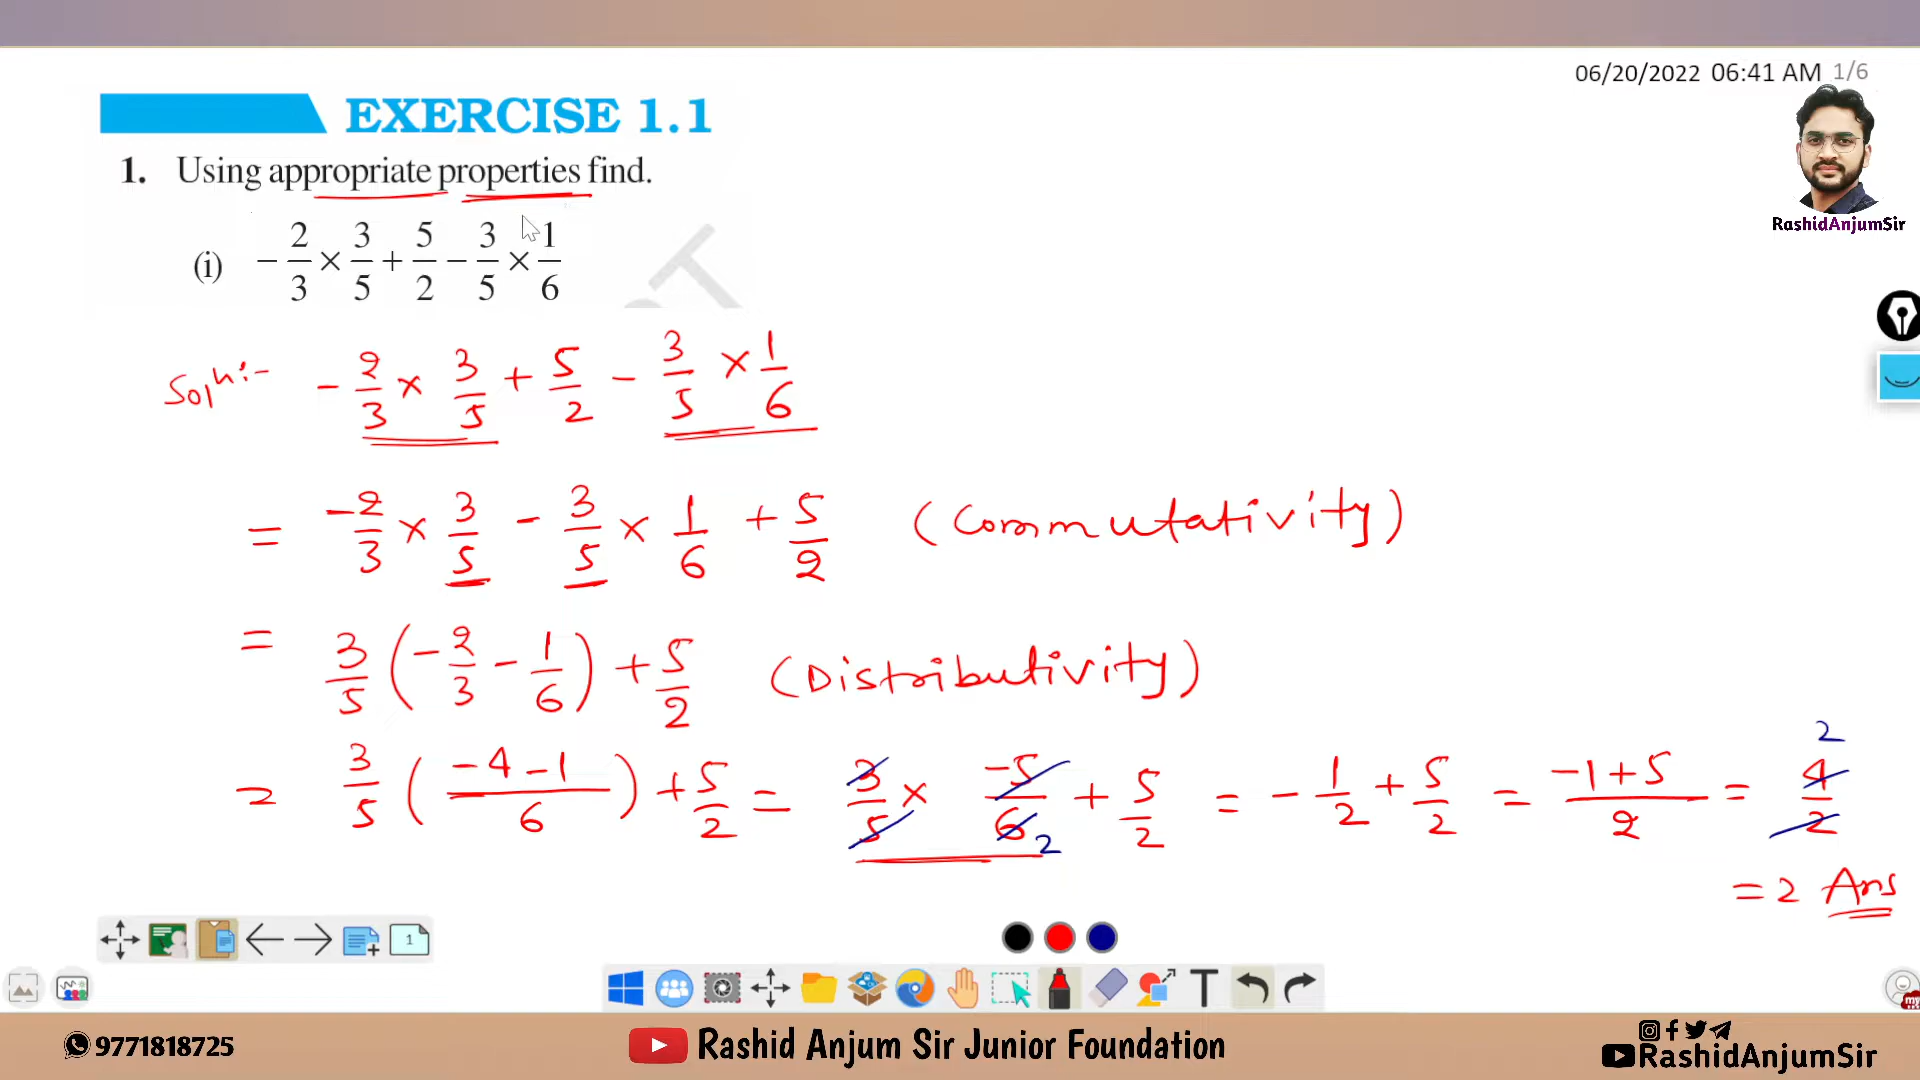 06/20/2022 06:41 AM 1/6
EXERCISE 1.1
RashidAnjumSir
1. Using appropriate properties find.
(i) -2/3 × 3/5 + 5/2 - 3/5 × 1/6
Soln:- -2/3 × 3/5 + 5/2 - 3/5 × 1/6
= -2/3 × 3/5 - 3/5 × 1/6 + 5/2 (Commutativity)
= 3/5 (-2/3 - 1/6) + 5/2 (Distributivity)
= 3/5 ((-4-1)/6) + 5/2 = 3/5 × -5/6 2 + 5/2 = -1/2 + 5/2 = (-1+5)/2 = 4/2 2
= 2 Ans
1
T
9771818725
Rashid Anjum Sir Junior Foundation
RashidAnjumSir